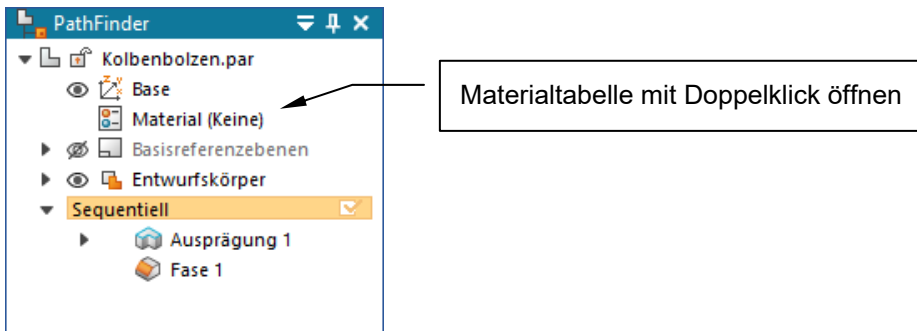 PathFinder
Kolbenbolzen.par
Base
Material (Keine)
Materialtabelle mit Doppelklick öffnen
Basisreferenzebenen
Entwurfskörper
Sequentiell
Ausprägung 1
Fase 1